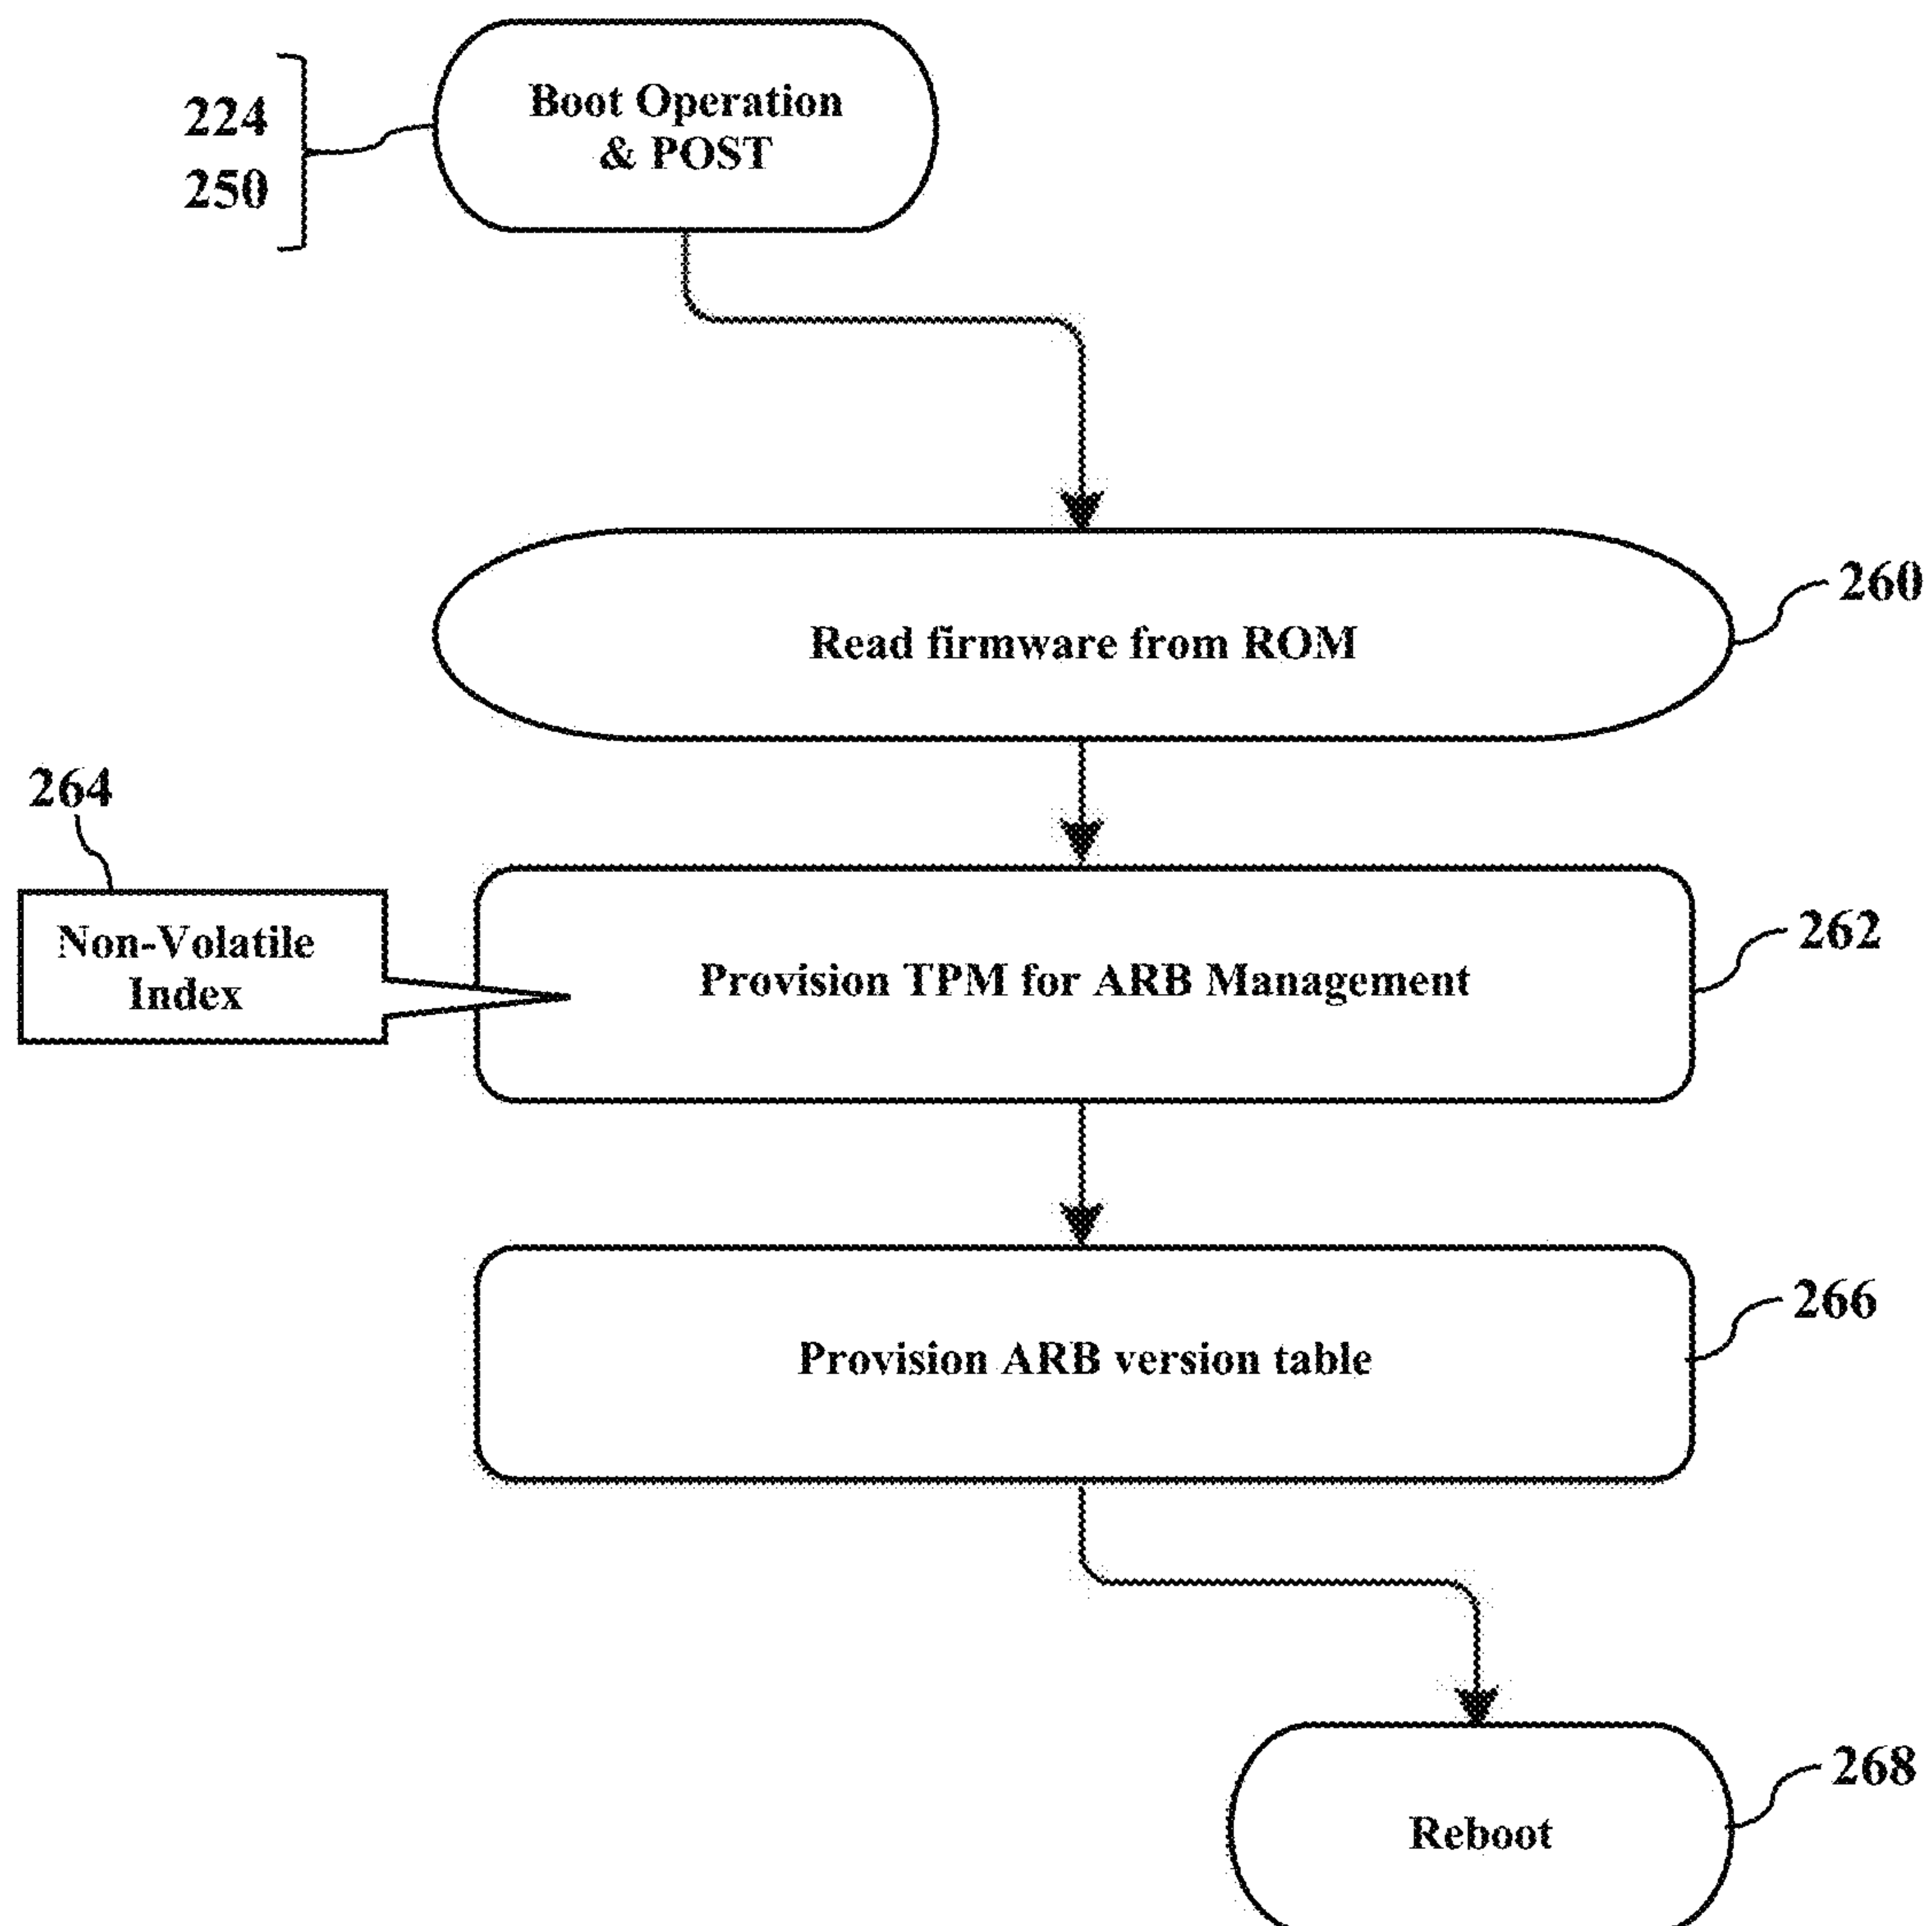 224
250
Boot Operation
& POST
Read firmware from ROM
260
264
Non-Volatile
Index
Provision TPM for ARB Management
262
Provision ARB version table
266
Reboot
268